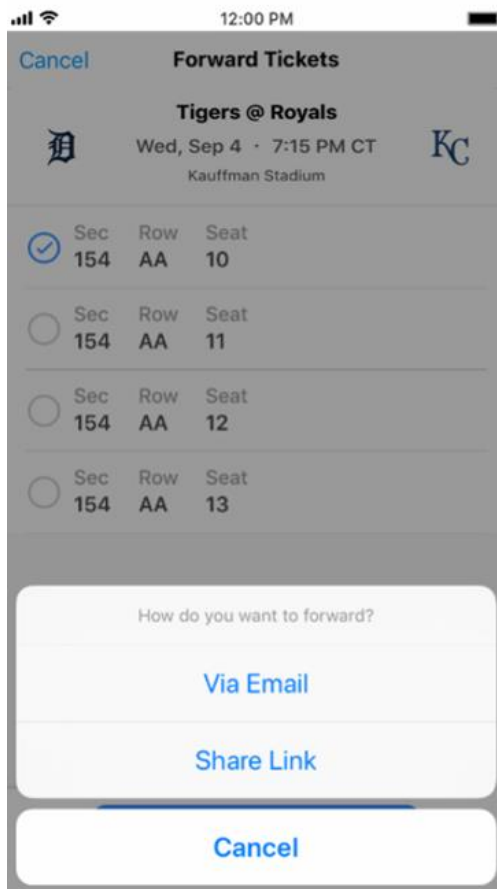 12:00 PM
Cancel Forward Tickets
Tigers @ Royals
Wed, Sep 4 · 7:15 PM CT
Kauffman Stadium
D
KC
Sec Row Seat
154 AA 10
Sec Row Seat
154 AA 11
Sec Row Seat
154 AA 12
Sec Row Seat
154 AA 13
How do you want to forward?
Via Email
Share Link
Cancel